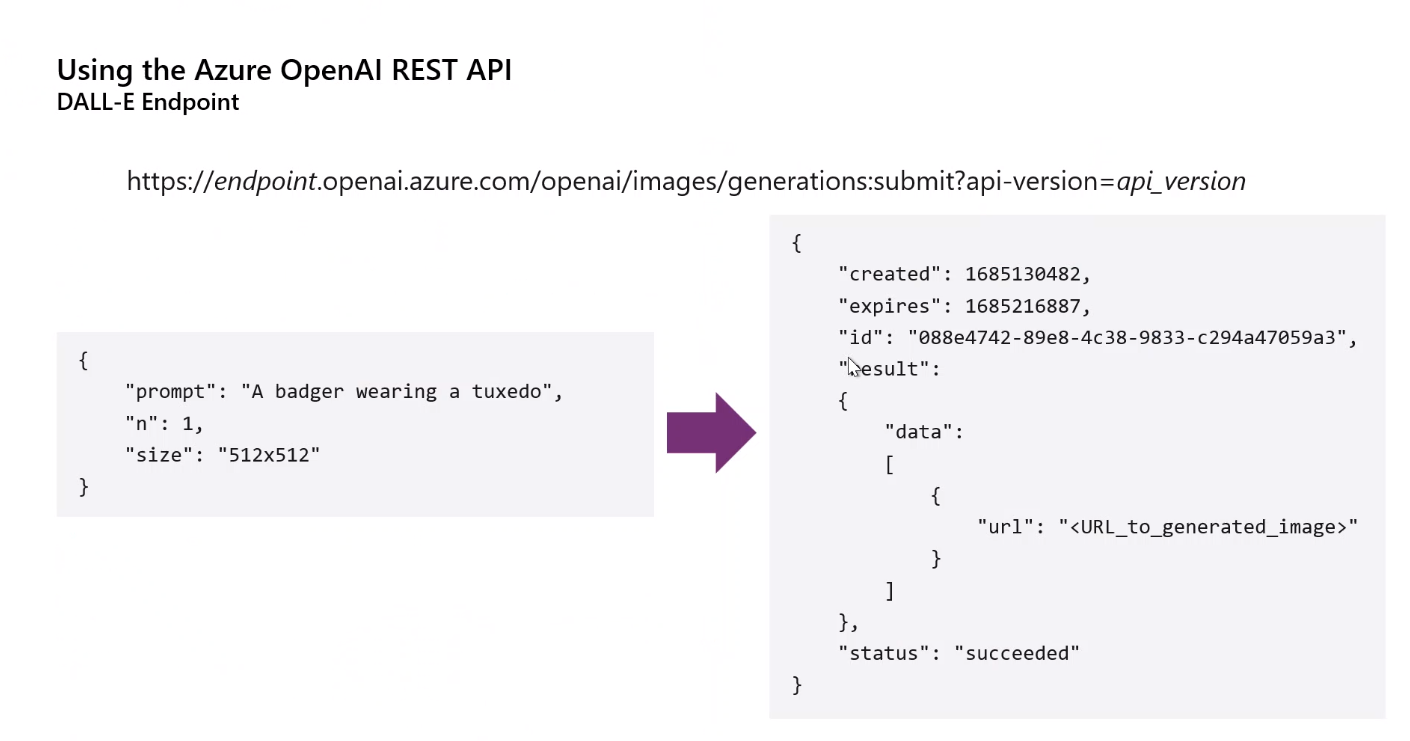 Using the Azure OpenAI REST API
DALL-E Endpoint
https://endpoint.openai.azure.com/openai/images/generations:submit?api-version=api_version
{
"prompt": "A badger wearing a tuxedo",
"n": 1,
"size": "512x512"
}
{
"created": 1685130482,
"expires": 1685216887,
"id": "088e4742-89e8-4c38-9833-c294a47059a3",
"result":
{
"data":
[
{
"url": "<URL_to_generated_image>"
}
]
},
"status": "succeeded"
}